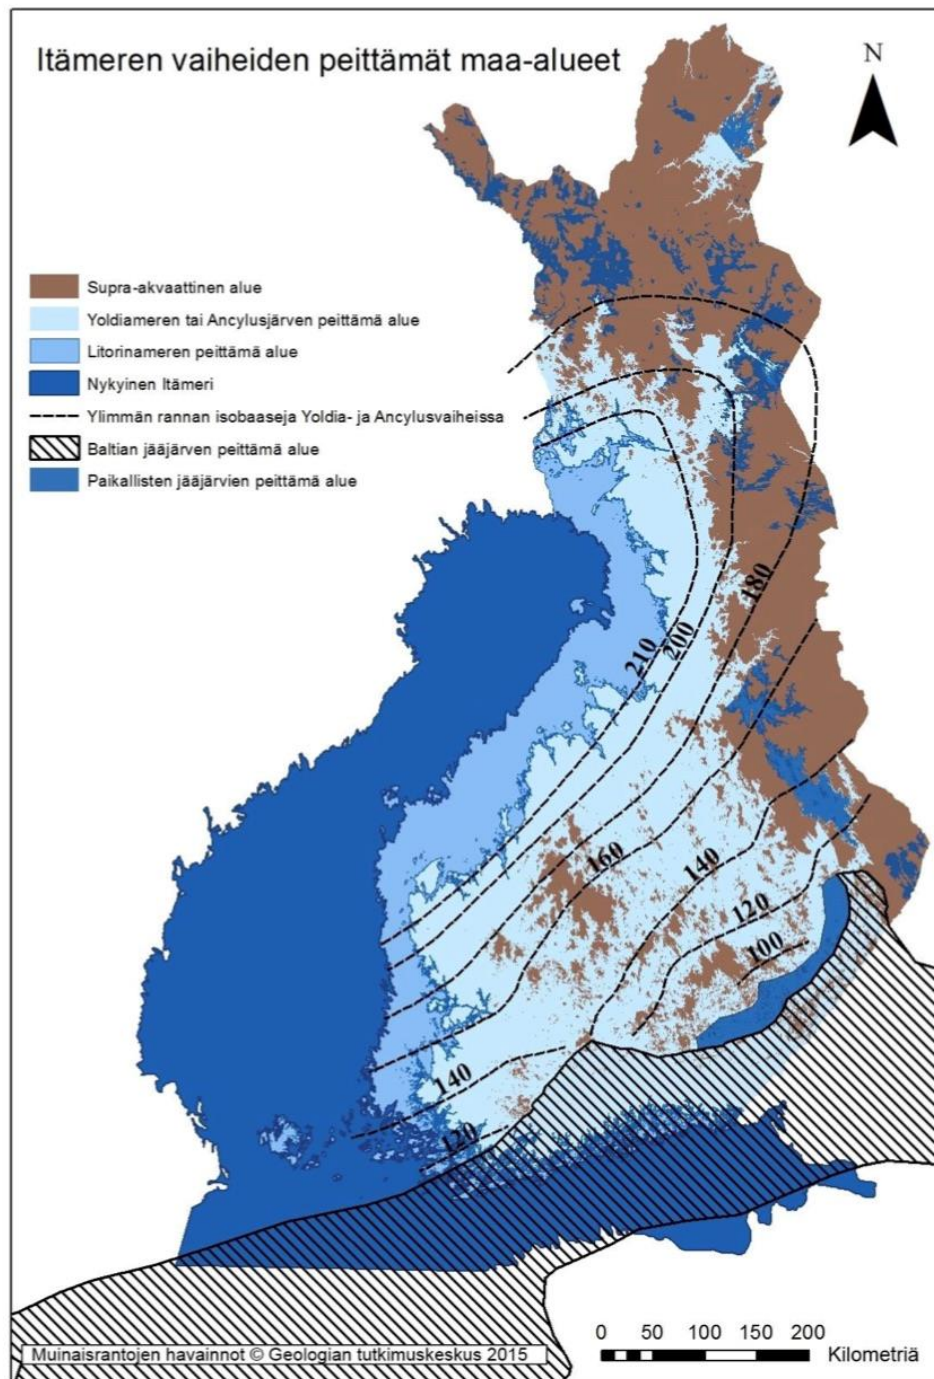 Itämeren vaiheiden peittämät maa-alueet
N
Supra-akvaattinen alue
Yoldiameren tai Ancylusjärven peittämä alue
Litorinameren peittämä alue
Nykyinen Itämeri
Ylimmän rannan isobaaseja Yoldia- ja Ancylusvaiheissa
Baltian jääjärven peittämä alue
Paikallisten jääjärvien peittämä alue
180
200
210
160
140
120
100
140
120
0 50 100 150 200
Kilometriä
Muinaisrantojen havainnot © Geologian tutkimuskeskus 2015